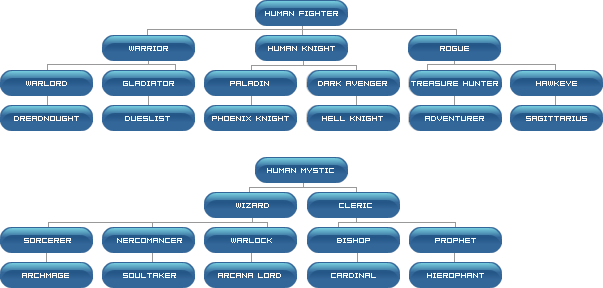 HUMAN FIGHTER
WARRIOR HUMAN KNIGHT ROGUE
WARLORD GLADIATOR PALADIN DARK AVENGER TREASURE HUNTER HAWKEYE
DREADNOUGHT DUESLIST PHOENIX KNIGHT HELL KNIGHT ADVENTURER SAGITTARIUS
HUMAN MYSTIC
WIZARD CLERIC
SORCERER NERCOMANCER WARLOCK BISHOP PROPHET
ARCHMAGE SOULTAKER ARCANA LORD CARDINAL HIEROPHANT